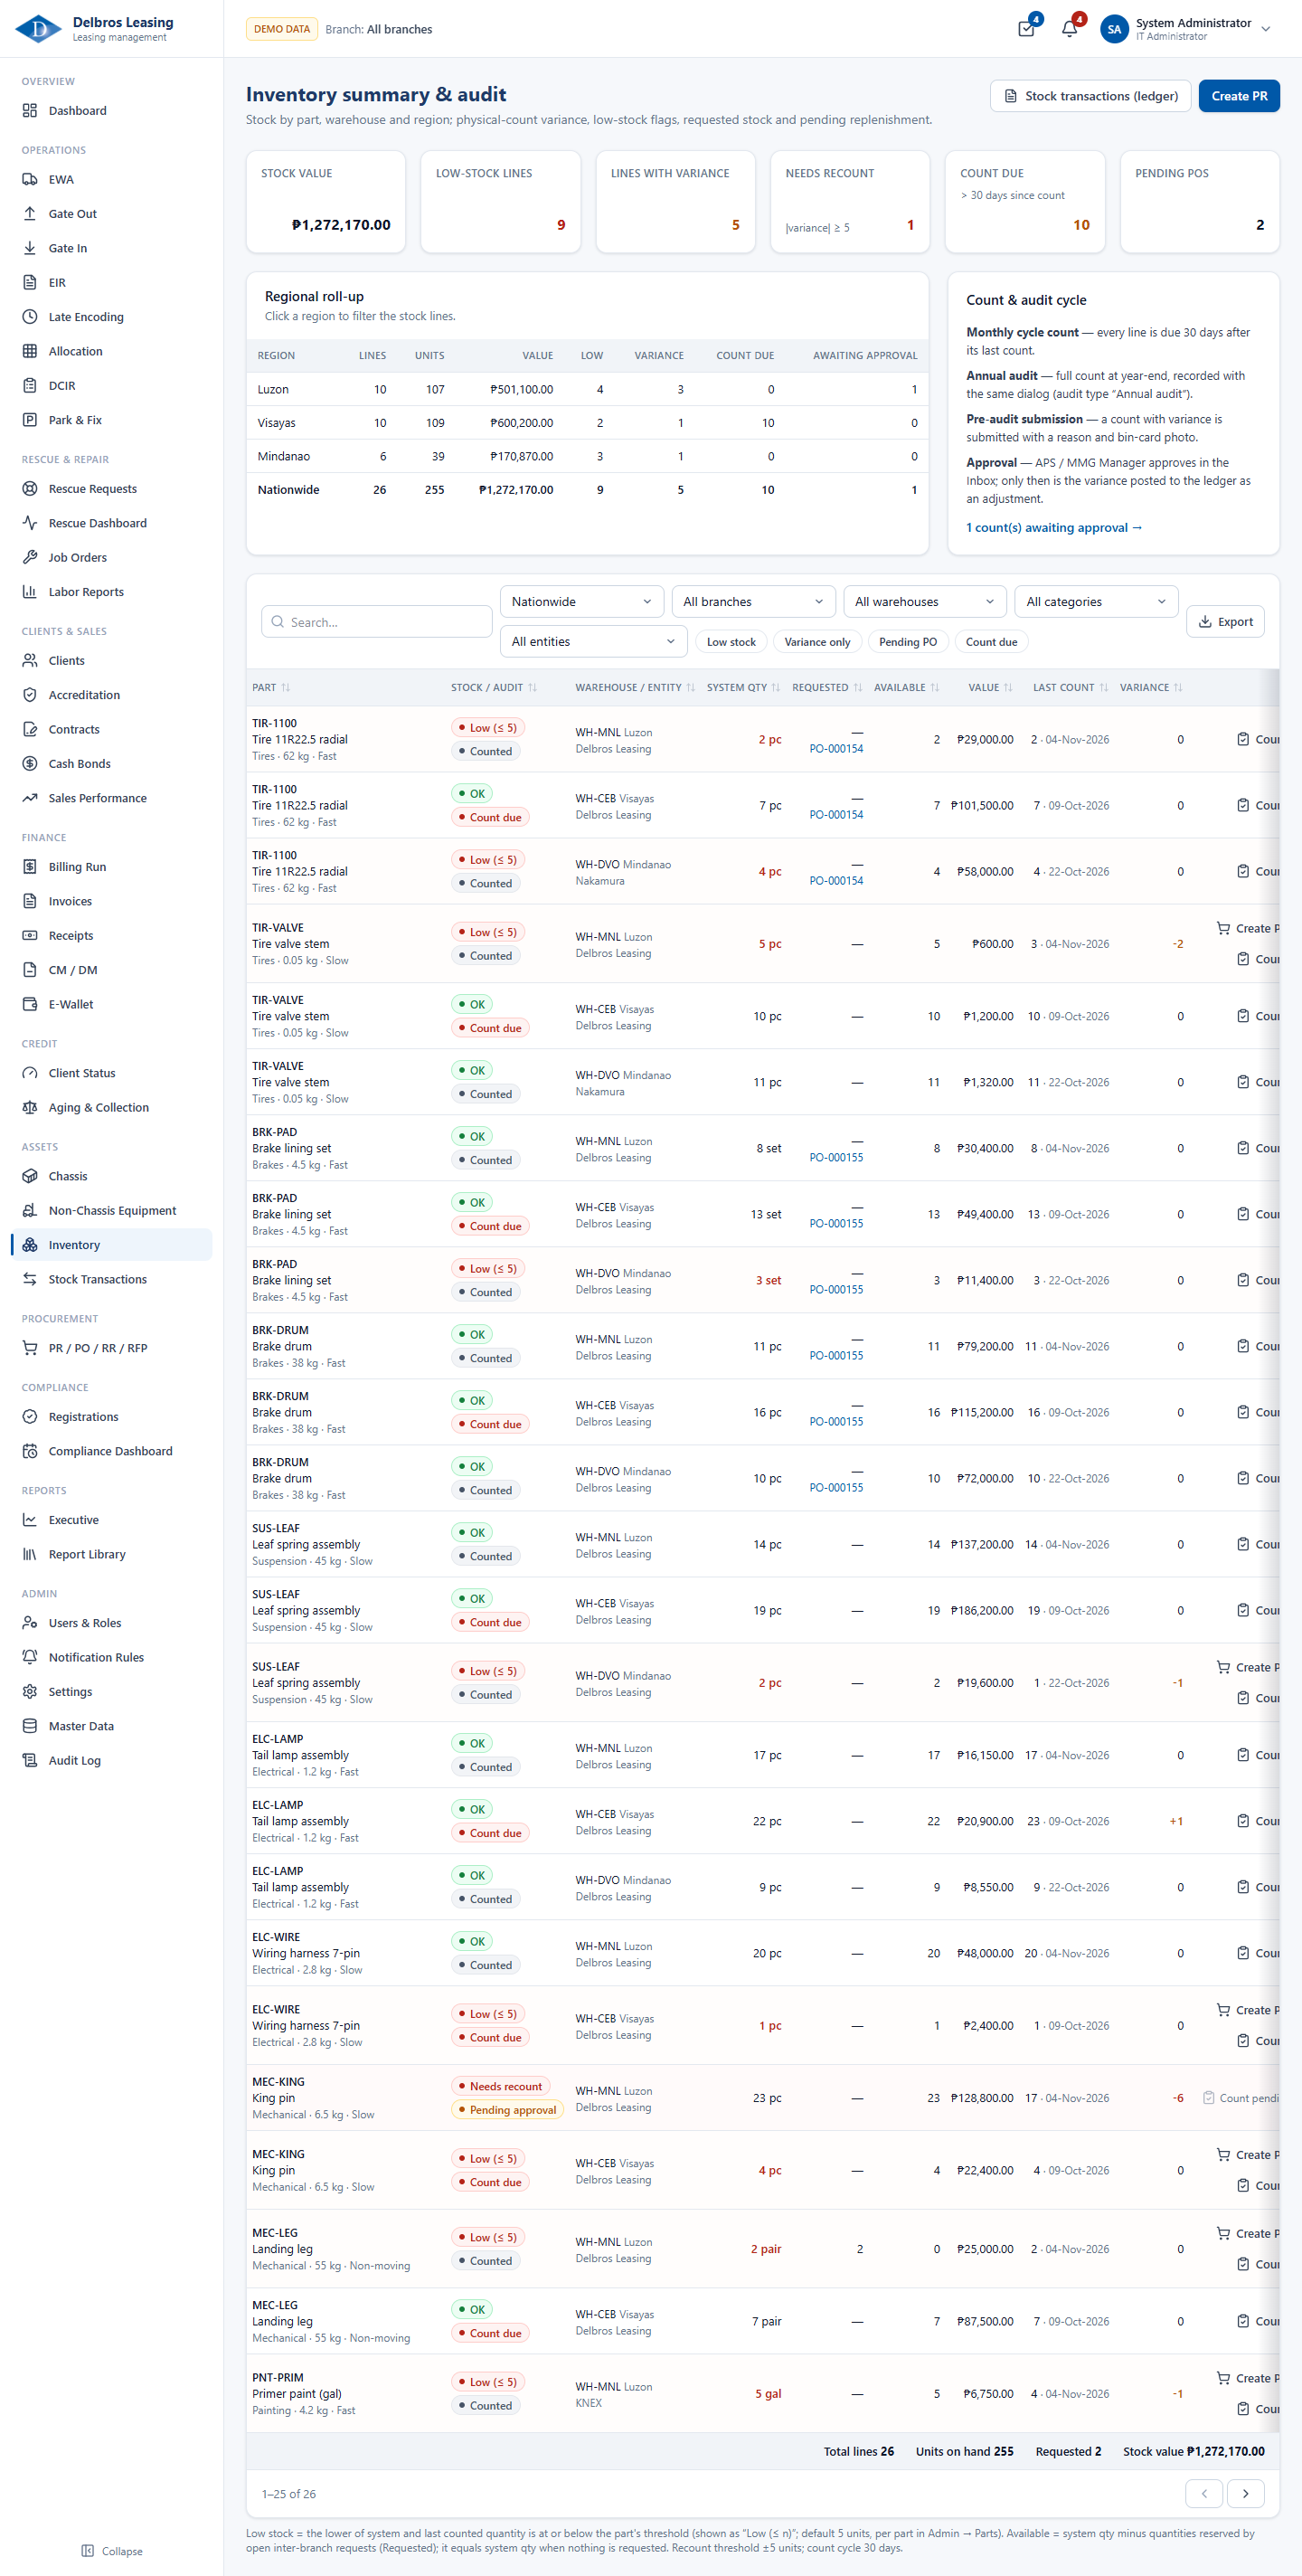 Delbros Leasing
Leasing management
DEMO DATA Branch: All branches
4
4
SA
System Administrator
IT Administrator
OVERVIEW
Dashboard
OPERATIONS
EWA
Gate Out
Gate In
EIR
Late Encoding
Allocation
DCIR
Park & Fix
RESCUE & REPAIR
Rescue Requests
Rescue Dashboard
Job Orders
Labor Reports
CLIENTS & SALES
Clients
Accreditation
Contracts
Cash Bonds
Sales Performance
FINANCE
Billing Run
Invoices
Receipts
CM / DM
E-Wallet
CREDIT
Client Status
Aging & Collection
ASSETS
Chassis
Non-Chassis Equipment
Inventory
Stock Transactions
PROCUREMENT
PR / PO / RR / RFP
COMPLIANCE
Registrations
Compliance Dashboard
REPORTS
Executive
Report Library
ADMIN
Users & Roles
Notification Rules
Settings
Master Data
Audit Log
Collapse
Inventory summary & audit
Stock by part, warehouse and region; physical-count variance, low-stock flags, requested stock and pending replenishment.
Stock transactions (ledger)
Create PR
STOCK VALUE
₱1,272,170.00
LOW-STOCK LINES
9
LINES WITH VARIANCE
5
NEEDS RECOUNT
|variance| ≥ 5 1
COUNT DUE
> 30 days since count
10
PENDING POS
2
Regional roll-up
Click a region to filter the stock lines.
REGION LINES UNITS VALUE LOW VARIANCE COUNT DUE AWAITING APPROVAL
Luzon 10 107 ₱501,100.00 4 3 0 1
Visayas 10 109 ₱600,200.00 2 1 10 0
Mindanao 6 39 ₱170,870.00 3 1 0 0
Nationwide 26 255 ₱1,272,170.00 9 5 10 1
Count & audit cycle
Monthly cycle count — every line is due 30 days after
its last count.
Annual audit — full count at year-end, recorded with
the same dialog (audit type “Annual audit”).
Pre-audit submission — a count with variance is
submitted with a reason and bin-card photo.
Approval — APS / MMG Manager approves in the
Inbox; only then is the variance posted to the ledger as
an adjustment.
1 count(s) awaiting approval →
Search...
Nationwide All branches All warehouses All categories
All entities Low stock Variance only Pending PO Count due
Export
PART STOCK / AUDIT WAREHOUSE / ENTITY SYSTEM QTY REQUESTED AVAILABLE VALUE LAST COUNT VARIANCE
TIR-1100
Tire 11R22.5 radial
Tires · 62 kg · Fast
Low (≤ 5)
Counted
WH-MNL Luzon
Delbros Leasing
2 pc
—
PO-000154
2 ₱29,000.00 2 · 04-Nov-2026 0 Cour
TIR-1100
Tire 11R22.5 radial
Tires · 62 kg · Fast
OK
Count due
WH-CEB Visayas
Delbros Leasing
7 pc
—
PO-000154
7 ₱101,500.00 7 · 09-Oct-2026 0 Cour
TIR-1100
Tire 11R22.5 radial
Tires · 62 kg · Fast
Low (≤ 5)
Counted
WH-DVO Mindanao
Nakamura
4 pc
—
PO-000154
4 ₱58,000.00 4 · 22-Oct-2026 0 Cour
TIR-VALVE
Tire valve stem
Tires · 0.05 kg · Slow
Low (≤ 5)
Counted
WH-MNL Luzon
Delbros Leasing
5 pc — 5 ₱600.00 3 · 04-Nov-2026 -2
Create P
Cour
TIR-VALVE
Tire valve stem
Tires · 0.05 kg · Slow
OK
Count due
WH-CEB Visayas
Delbros Leasing
10 pc — 10 ₱1,200.00 10 · 09-Oct-2026 0 Cour
TIR-VALVE
Tire valve stem
Tires · 0.05 kg · Slow
OK
Counted
WH-DVO Mindanao
Nakamura
11 pc — 11 ₱1,320.00 11 · 22-Oct-2026 0 Cour
BRK-PAD
Brake lining set
Brakes · 4.5 kg · Fast
OK
Counted
WH-MNL Luzon
Delbros Leasing
8 set
—
PO-000155
8 ₱30,400.00 8 · 04-Nov-2026 0 Cour
BRK-PAD
Brake lining set
Brakes · 4.5 kg · Fast
OK
Count due
WH-CEB Visayas
Delbros Leasing
13 set
—
PO-000155
13 ₱49,400.00 13 · 09-Oct-2026 0 Cour
BRK-PAD
Brake lining set
Brakes · 4.5 kg · Fast
Low (≤ 5)
Counted
WH-DVO Mindanao
Delbros Leasing
3 set
—
PO-000155
3 ₱11,400.00 3 · 22-Oct-2026 0 Cour
BRK-DRUM
Brake drum
Brakes · 38 kg · Fast
OK
Counted
WH-MNL Luzon
Delbros Leasing
11 pc
—
PO-000155
11 ₱79,200.00 11 · 04-Nov-2026 0 Cour
BRK-DRUM
Brake drum
Brakes · 38 kg · Fast
OK
Count due
WH-CEB Visayas
Delbros Leasing
16 pc
—
PO-000155
16 ₱115,200.00 16 · 09-Oct-2026 0 Cour
BRK-DRUM
Brake drum
Brakes · 38 kg · Fast
OK
Counted
WH-DVO Mindanao
Delbros Leasing
10 pc
—
PO-000155
10 ₱72,000.00 10 · 22-Oct-2026 0 Cour
SUS-LEAF
Leaf spring assembly
Suspension · 45 kg · Slow
OK
Counted
WH-MNL Luzon
Delbros Leasing
14 pc — 14 ₱137,200.00 14 · 04-Nov-2026 0 Cour
SUS-LEAF
Leaf spring assembly
Suspension · 45 kg · Slow
OK
Count due
WH-CEB Visayas
Delbros Leasing
19 pc — 19 ₱186,200.00 19 · 09-Oct-2026 0 Cour
SUS-LEAF
Leaf spring assembly
Suspension · 45 kg · Slow
Low (≤ 5)
Counted
WH-DVO Mindanao
Delbros Leasing
2 pc — 2 ₱19,600.00 1 · 22-Oct-2026 -1
Create P
Cour
ELC-LAMP
Tail lamp assembly
Electrical · 1.2 kg · Fast
OK
Counted
WH-MNL Luzon
Delbros Leasing
17 pc — 17 ₱16,150.00 17 · 04-Nov-2026 0 Cour
ELC-LAMP
Tail lamp assembly
Electrical · 1.2 kg · Fast
OK
Count due
WH-CEB Visayas
Delbros Leasing
22 pc — 22 ₱20,900.00 23 · 09-Oct-2026 +1 Cour
ELC-LAMP
Tail lamp assembly
Electrical · 1.2 kg · Fast
OK
Counted
WH-DVO Mindanao
Delbros Leasing
9 pc — 9 ₱8,550.00 9 · 22-Oct-2026 0 Cour
ELC-WIRE
Wiring harness 7-pin
Electrical · 2.8 kg · Slow
OK
Counted
WH-MNL Luzon
Delbros Leasing
20 pc — 20 ₱48,000.00 20 · 04-Nov-2026 0 Cour
ELC-WIRE
Wiring harness 7-pin
Electrical · 2.8 kg · Slow
Low (≤ 5)
Count due
WH-CEB Visayas
Delbros Leasing
1 pc — 1 ₱2,400.00 1 · 09-Oct-2026 0
Create P
Cour
MEC-KING
King pin
Mechanical · 6.5 kg · Slow
Needs recount
Pending approval
WH-MNL Luzon
Delbros Leasing
23 pc — 23 ₱128,800.00 17 · 04-Nov-2026 -6 Count pendi
MEC-KING
King pin
Mechanical · 6.5 kg · Slow
Low (≤ 5)
Count due
WH-CEB Visayas
Delbros Leasing
4 pc — 4 ₱22,400.00 4 · 09-Oct-2026 0
Create P
Cour
MEC-LEG
Landing leg
Mechanical · 55 kg · Non-moving
Low (≤ 5)
Counted
WH-MNL Luzon
Delbros Leasing
2 pair 2 0 ₱25,000.00 2 · 04-Nov-2026 0
Create P
Cour
MEC-LEG
Landing leg
Mechanical · 55 kg · Non-moving
OK
Count due
WH-CEB Visayas
Delbros Leasing
7 pair — 7 ₱87,500.00 7 · 09-Oct-2026 0 Cour
PNT-PRIM
Primer paint (gal)
Painting · 4.2 kg · Fast
Low (≤ 5)
Counted
WH-MNL Luzon
KNEX
5 gal — 5 ₱6,750.00 4 · 04-Nov-2026 -1
Create P
Cour
Total lines 26 Units on hand 255 Requested 2 Stock value ₱1,272,170.00
1–25 of 26
Low stock = the lower of system and last counted quantity is at or below the part's threshold (shown as “Low (≤ n)”; default 5 units, per part in Admin → Parts). Available = system qty minus quantities reserved by
open inter-branch requests (Requested); it equals system qty when nothing is requested. Recount threshold ±5 units; count cycle 30 days.